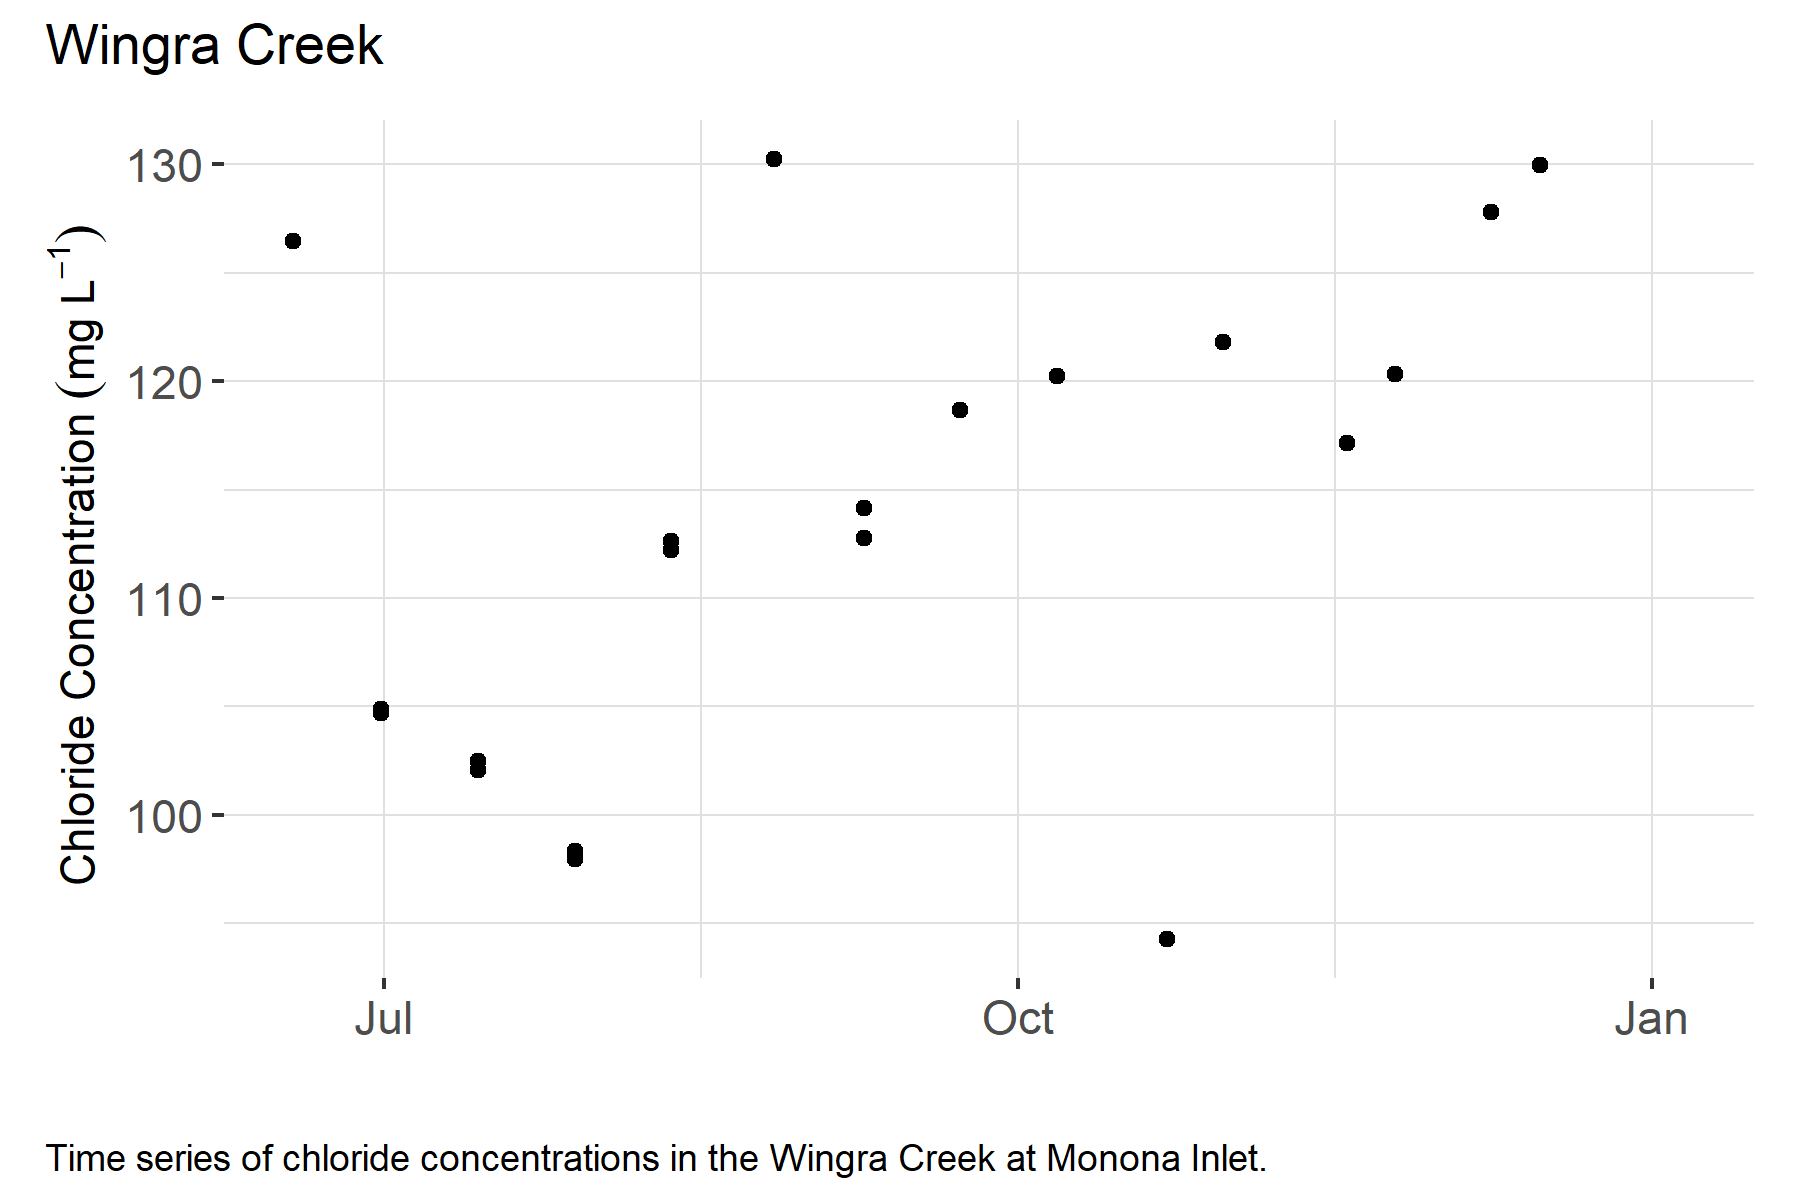 Wingra Creek
Chloride Concentration (mg L⁻¹)
130
120
110
100
Jul Oct Jan
Time series of chloride concentrations in the Wingra Creek at Monona Inlet.